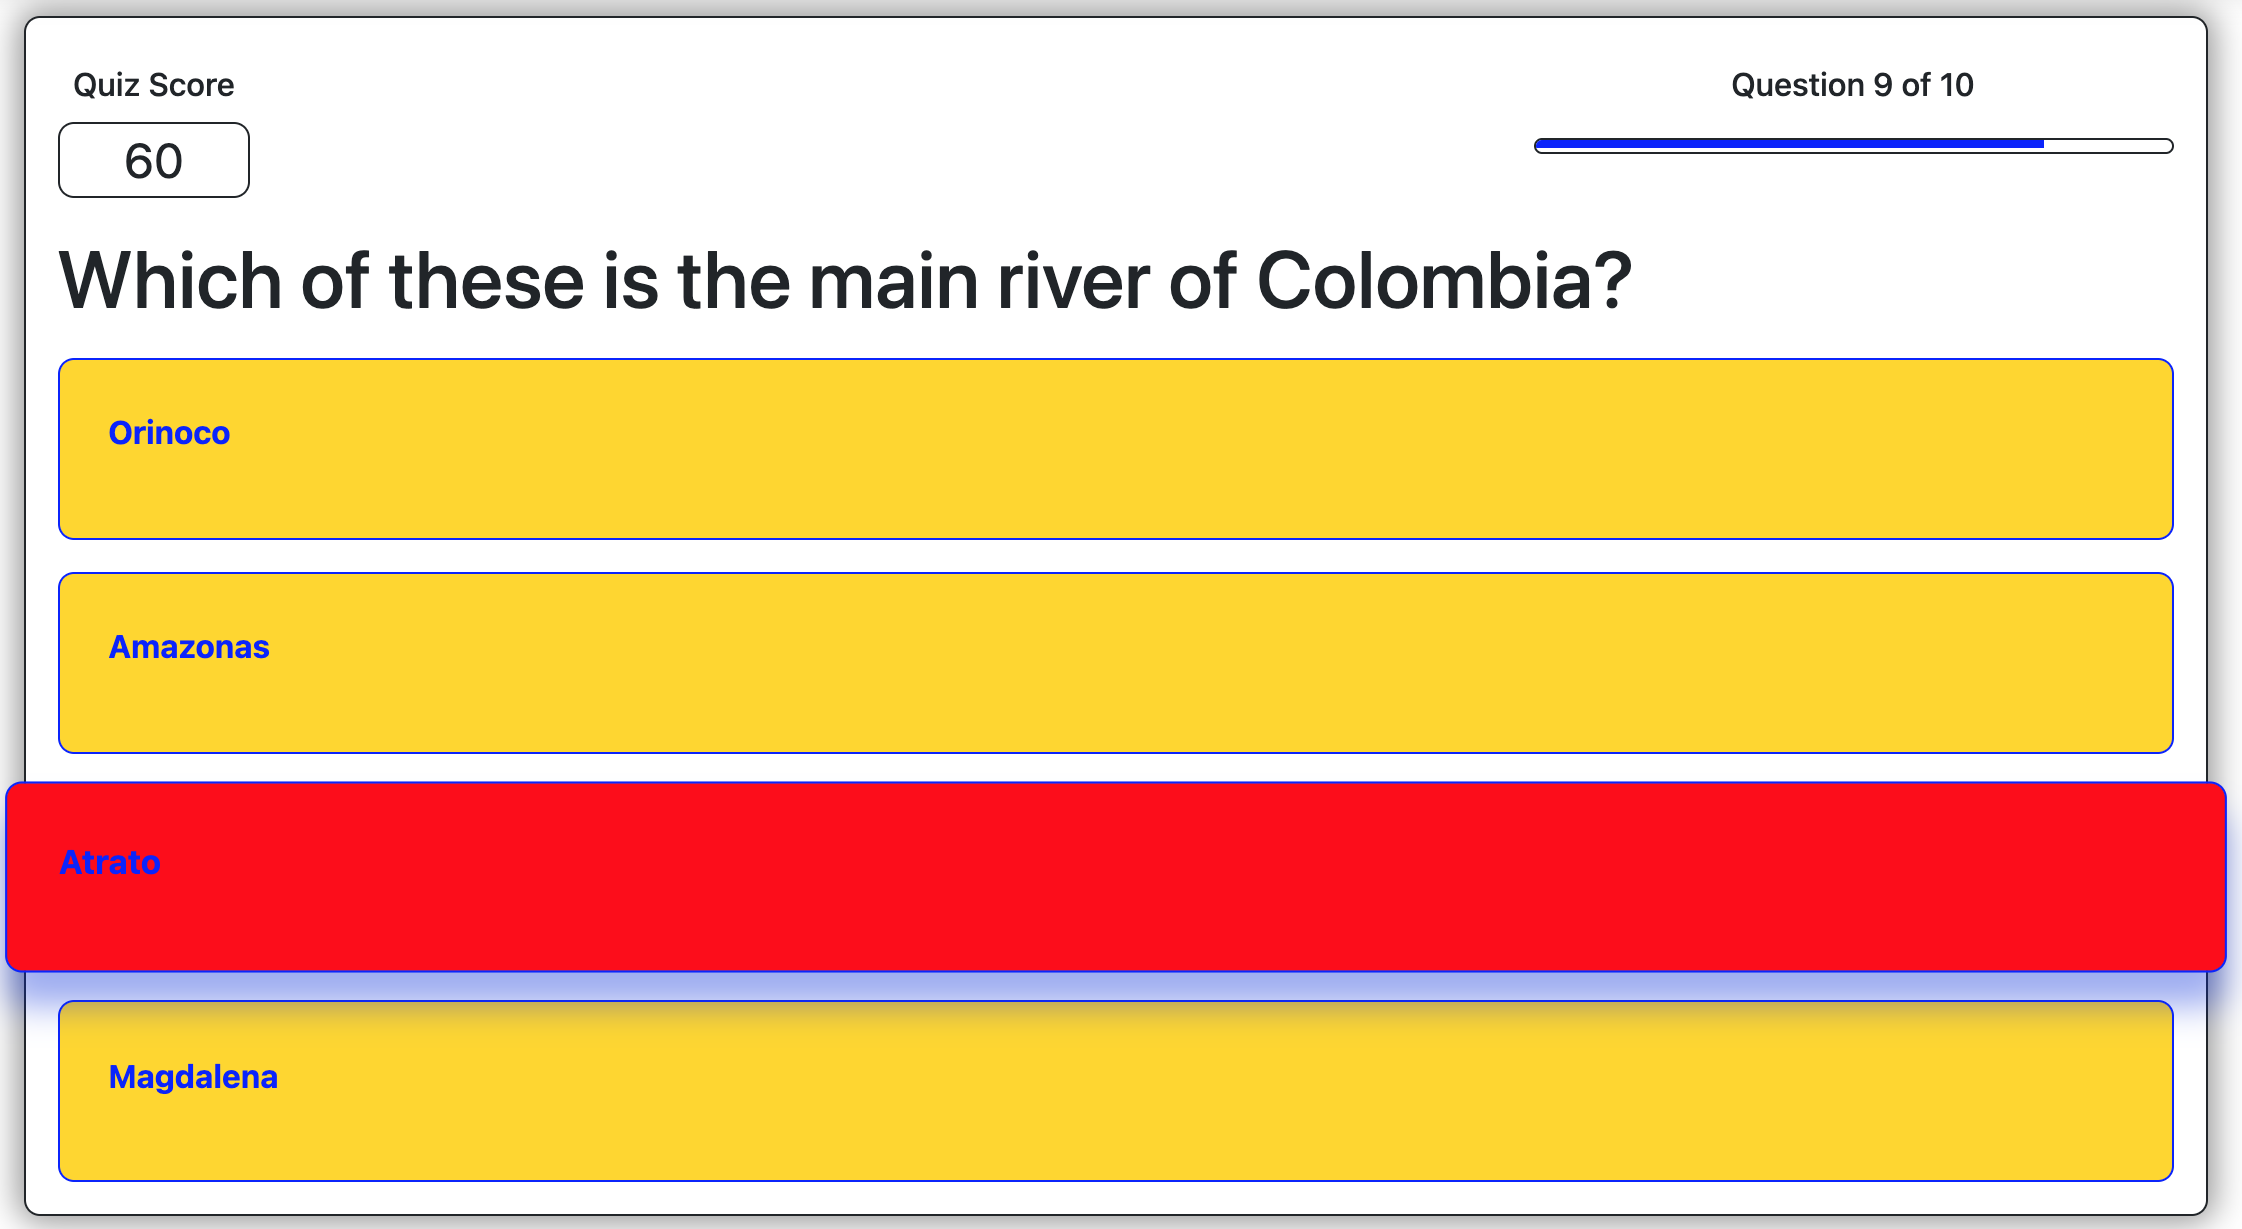 Quiz Score
Question 9 of 10
60
Which of these is the main river of Colombia?
Orinoco
Amazonas
Atrato
Magdalena